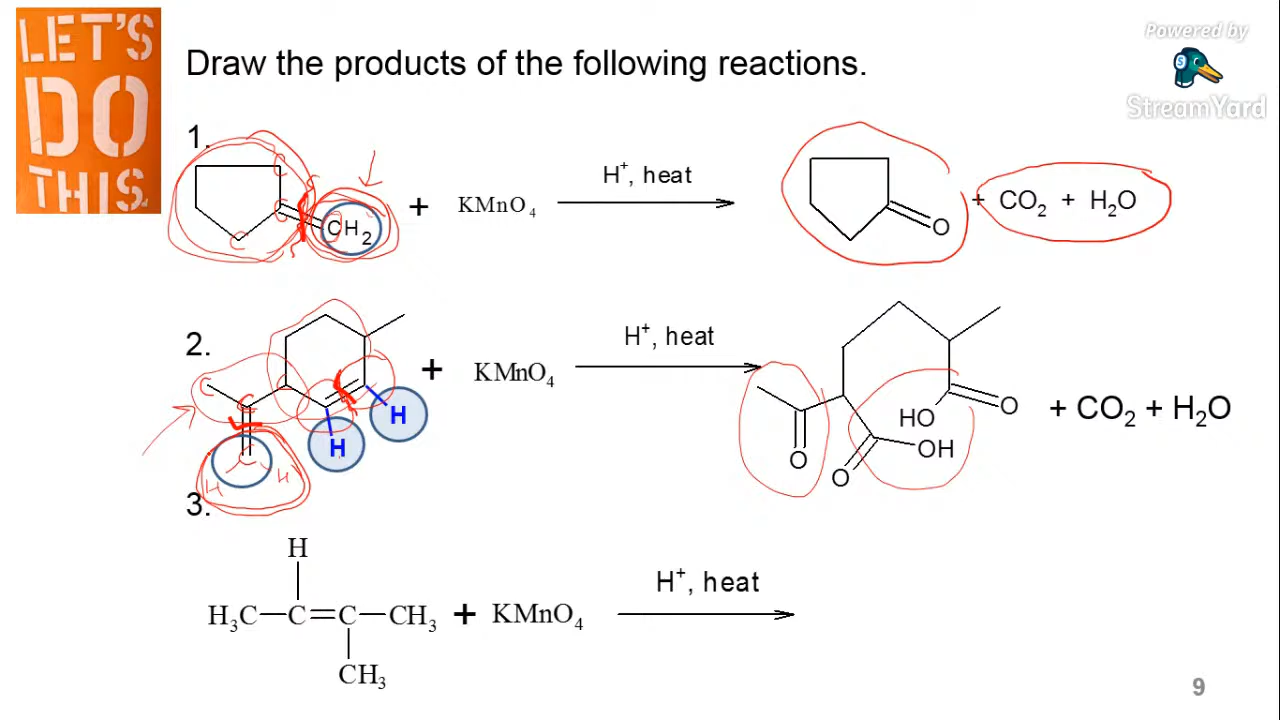 LET'S
DO
THIS.
Powered by
StreamYard
Draw the products of the following reactions.
1.
CH₂ + KMnO₄ H⁺, heat O + CO₂ + H₂O
2.
H H + KMnO₄ H⁺, heat O O OH HO O + CO₂ + H₂O
H H
3.
H
H₃C C=C CH₃ + KMnO₄ H⁺, heat
CH₃
9